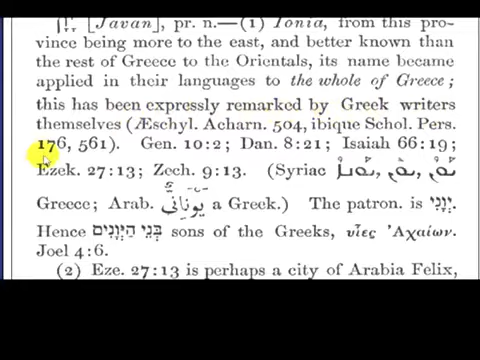 יָוָן [Javan], pr. n.—(1) Ionia, from this pro-
vince being more to the east, and better known than
the rest of Greece to the Orientals, its name became
applied in their languages to the whole of Greece;
this has been expressly remarked by Greek writers
themselves (Æschyl. Acharn. 504, ibique Schol. Pers.
176, 561). Gen. 10:2; Dan. 8:21; Isaiah 66:19;
Ezek. 27:13; Zech. 9:13. (Syriac
Greece; Arab. يوناني a Greek.) The patron. is יְוָנִי.
Hence בְּנֵי הַיְּוָנִים sons of the Greeks, υἷες Ἀχαίων.
Joel 4:6.
(2) Eze. 27:13 is perhaps a city of Arabia Felix,